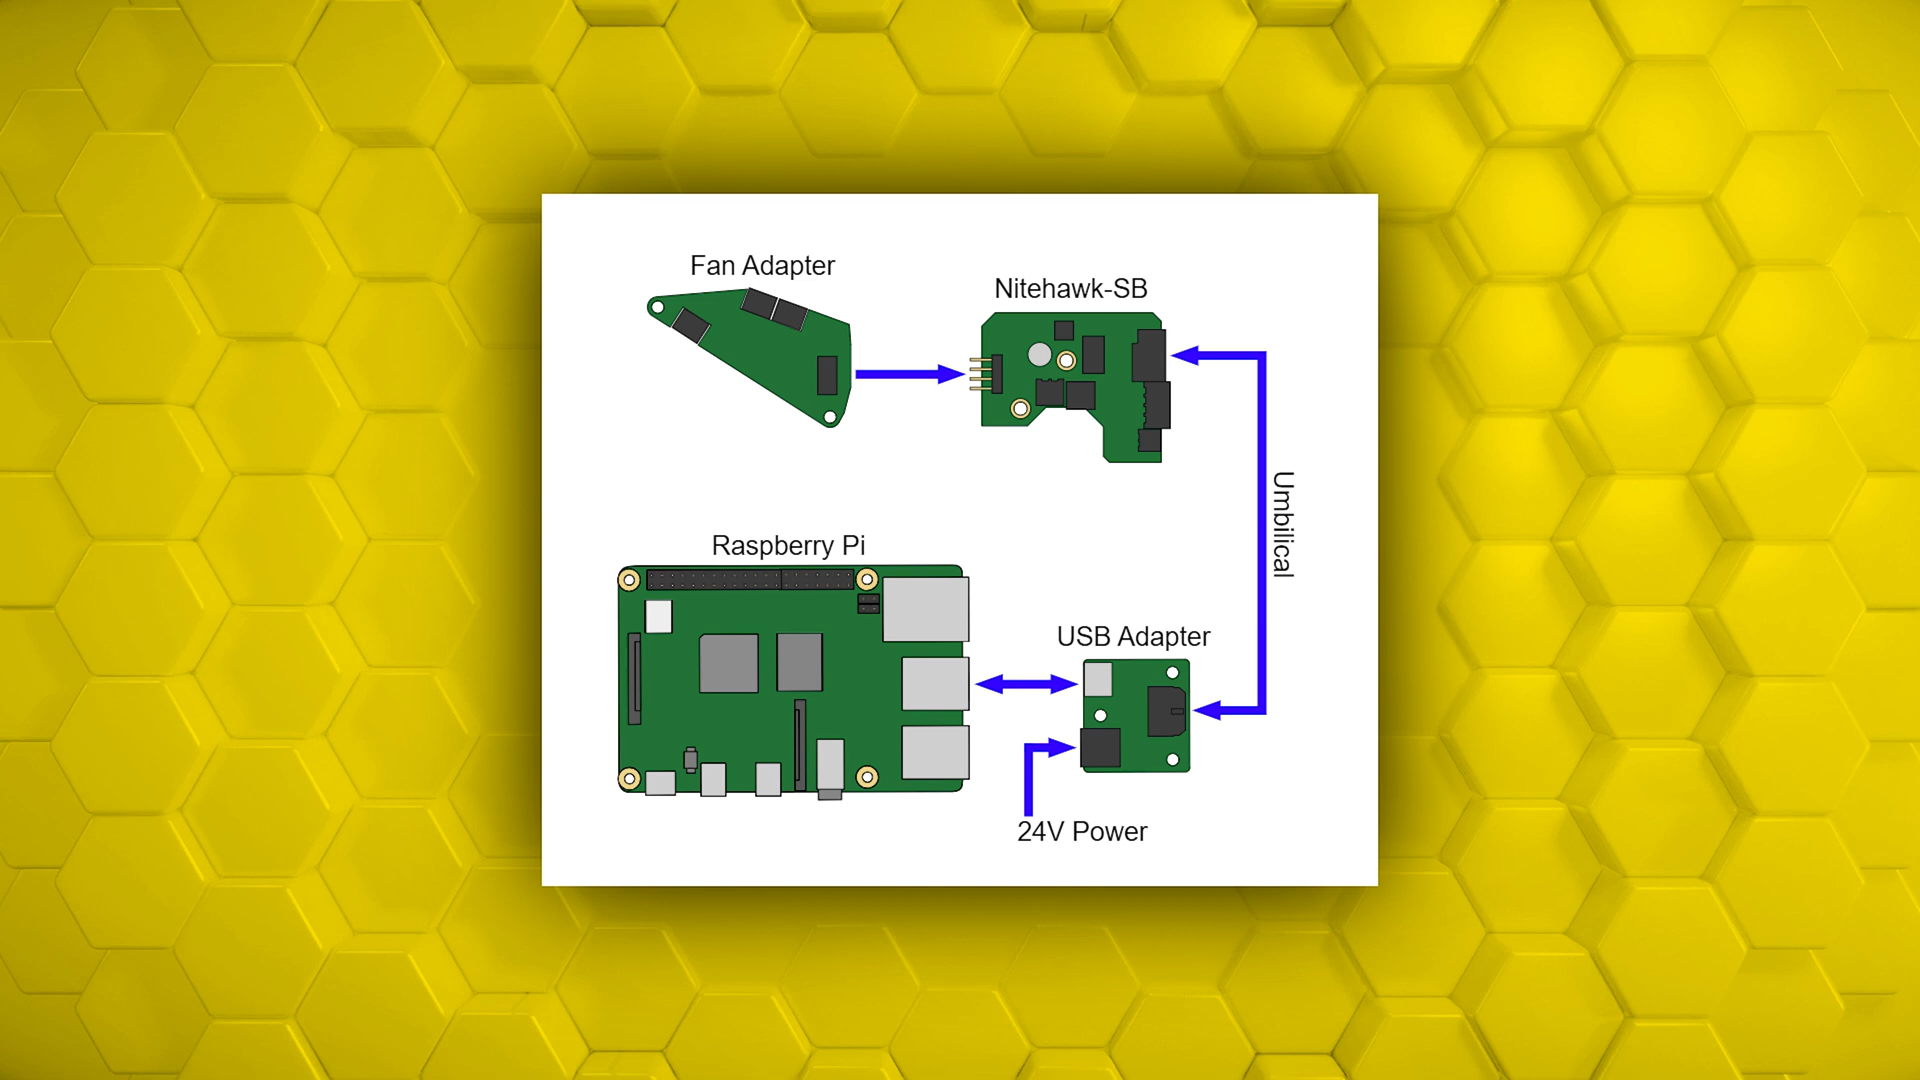 Fan Adapter
Nitehawk-SB
Umbilical
Raspberry Pi
USB Adapter
24V Power